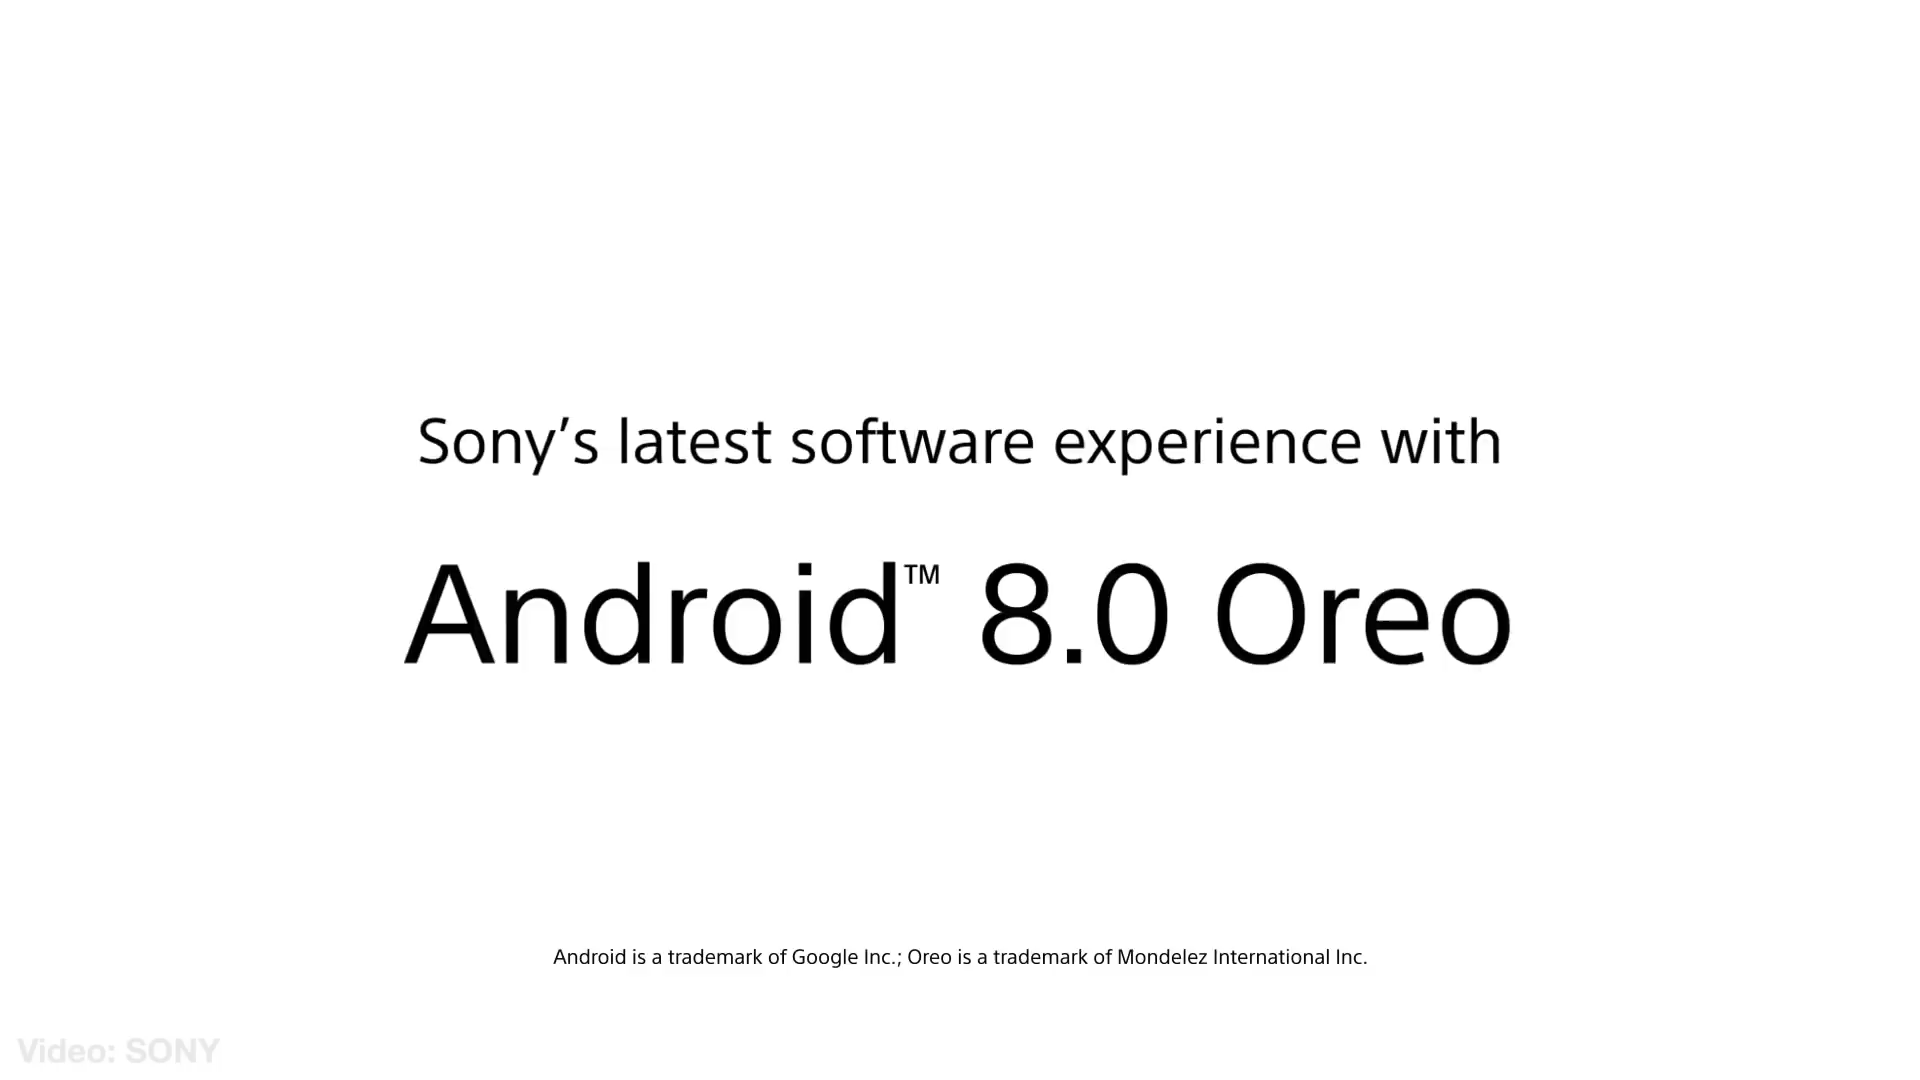 Sony’s latest software experience with
Android™ 8.0 Oreo
Android is a trademark of Google Inc.; Oreo is a trademark of Mondelez International Inc.
Video: SONY